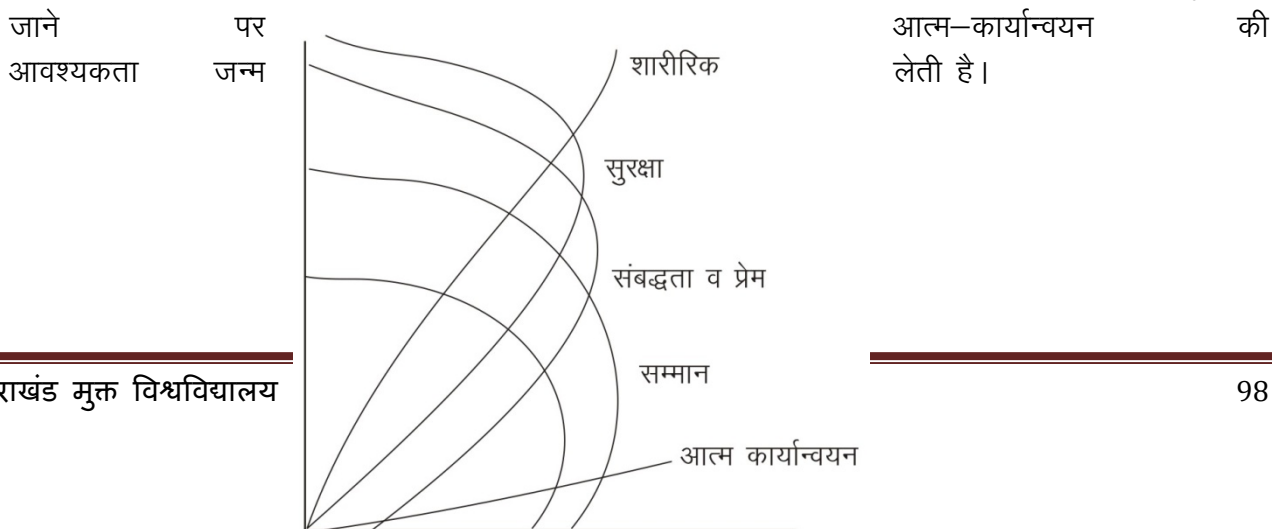 जाने पर आत्म–कार्यान्वयन की
आवश्यकता जन्म लेती है।
शारीरिक
सुरक्षा
संबद्धता व प्रेम
सम्मान
राखंड मुक्त विश्वविद्यालय 98
आत्म कार्यान्वयन